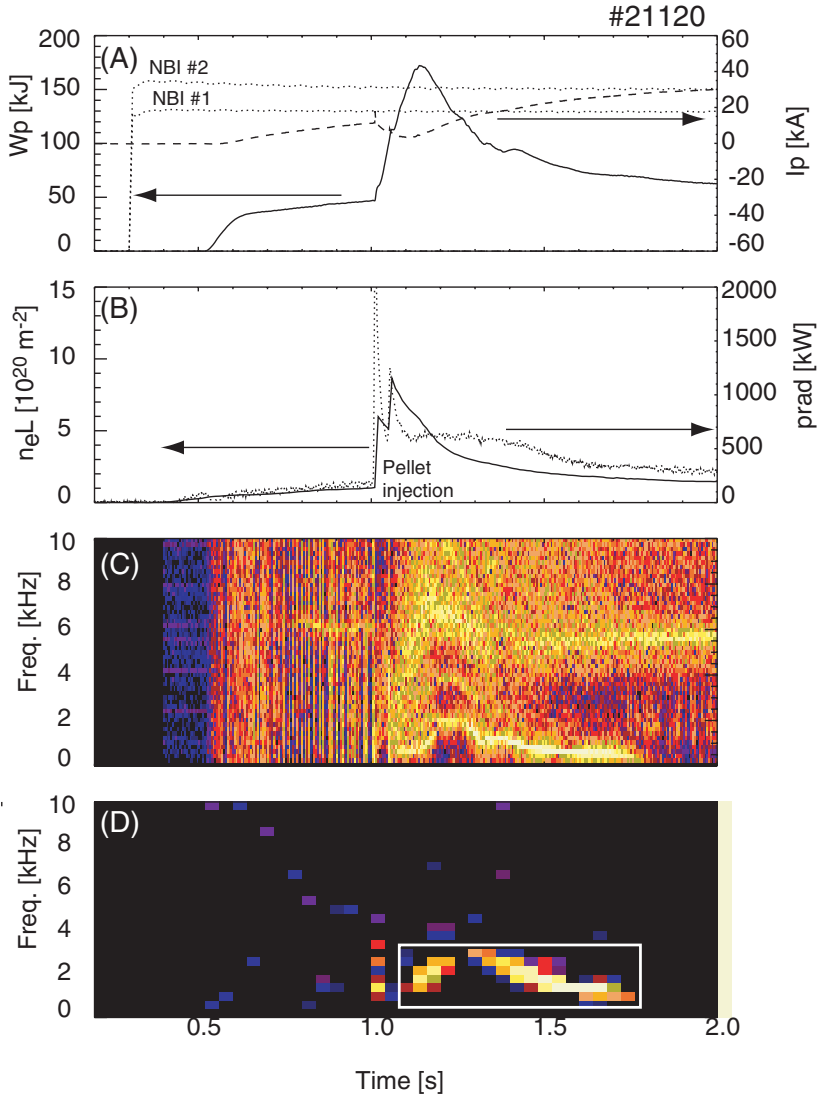 #21120
(A)
200
150
100
50
0
Wp [kJ]
NBI #2
NBI #1
60
40
20
0
-20
-40
-60
Ip [kA]
(B)
15
10
5
0
neL [10^20 m^-2]
Pellet
injection
2000
1500
1000
500
0
prad [kW]
(C)
10
8
6
4
2
0
Freq. [kHz]
(D)
10
8
6
4
2
0
Freq. [kHz]
0.5 1.0 1.5 2.0
Time [s]